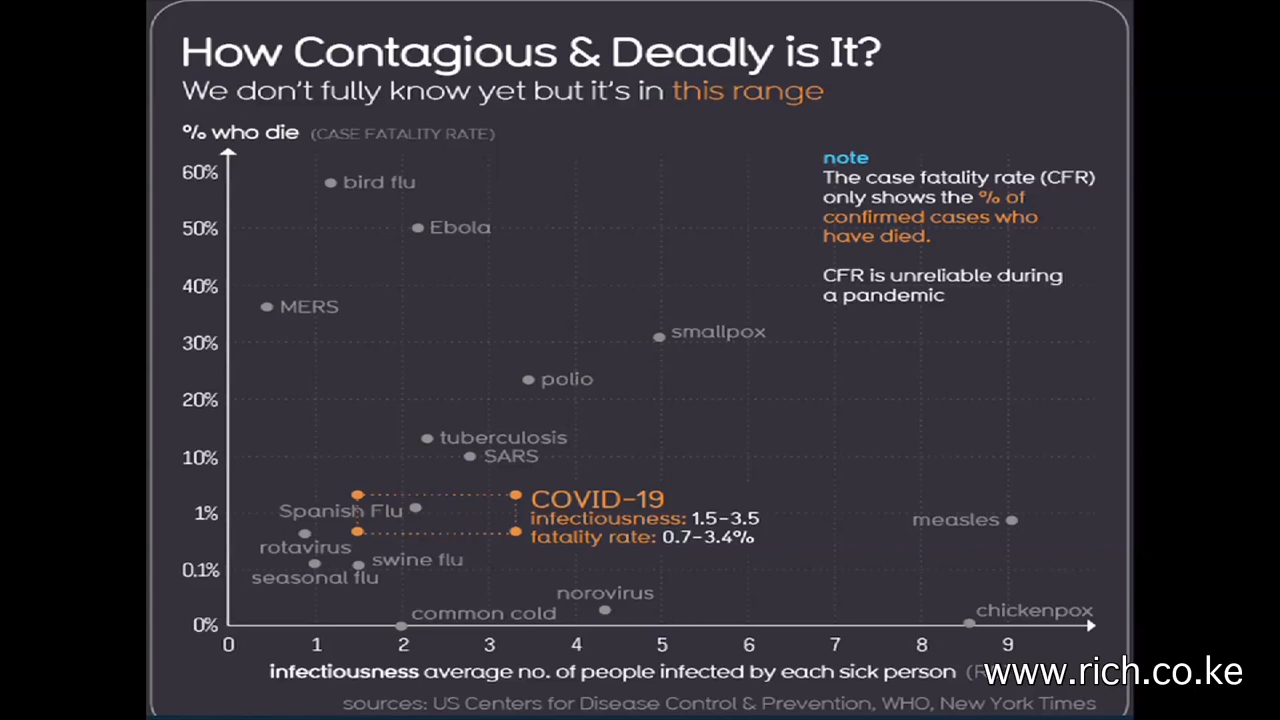 How Contagious & Deadly is It?
We don't fully know yet but it's in this range
% who die (CASE FATALITY RATE)
note
The case fatality rate (CFR)
only shows the % of
confirmed cases who
have died.
CFR is unreliable during
a pandemic
60%
bird flu
50%
Ebola
40%
MERS
30%
smallpox
polio
20%
tuberculosis
10%
SARS
COVID-19
infectiousness: 1.5-3.5
fatality rate: 0.7-3.4%
1%
Spanish Flu
measles
rotavirus
swine flu
0.1%
seasonal flu
norovirus
common cold
chickenpox
0%
0 1 2 3 4 5 6 7 8 9
infectiousness average no. of people infected by each sick person
www.rich.co.ke
sources: US Centers for Disease Control & Prevention, WHO, New York Times